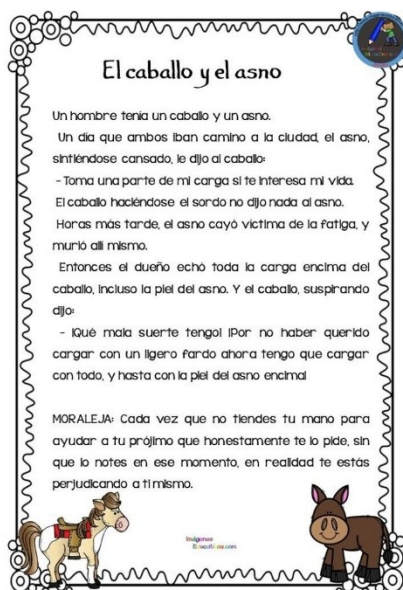 El caballo y el asno
Un hombre tenía un caballo y un asno.
Un día que ambos iban camino a la ciudad, el asno,
sintiéndose cansado, le dijo al caballo:
- Toma una parte de mi carga si te interesa mi vida.
El caballo haciéndose el sordo no dijo nada al asno.
Horas más tarde, el asno cayó víctima de la fatiga, y
murió allí mismo.
Entonces el dueño echó toda la carga encima del
caballo, incluso la piel del asno. Y el caballo, suspirando
dijo:
- ¡Qué mala suerte tengo! ¡Por no haber querido
cargar con un ligero fardo ahora tengo que cargar
con todo, y hasta con la piel del asno encima!
MORALEJA: Cada vez que no tiendes tu mano para
ayudar a tu prójimo que honestamente te lo pide, sin
que lo notes en ese momento, en realidad te estás
perjudicando a ti mismo.
Imágenes
Educativas.com